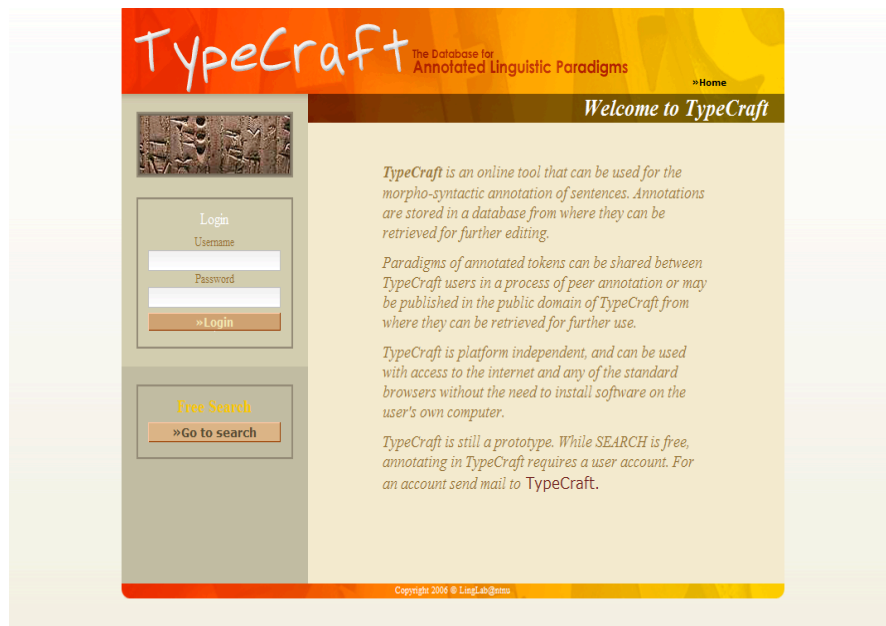 TypeCraft
The Database for
Annotated Linguistic Paradigms
»Home
Welcome to TypeCraft
Login
Username
Password
»Login
Free Search
»Go to search
TypeCraft is an online tool that can be used for the
morpho-syntactic annotation of sentences. Annotations
are stored in a database from where they can be
retrieved for further editing.
Paradigms of annotated tokens can be shared between
TypeCraft users in a process of peer annotation or may
be published in the public domain of TypeCraft from
where they can be retrieved for further use.
TypeCraft is platform independent, and can be used
with access to the internet and any of the standard
browsers without the need to install software on the
user's own computer.
TypeCraft is still a prototype. While SEARCH is free,
annotating in TypeCraft requires a user account. For
an account send mail to TypeCraft.
Copyright 2006 © LingLab@ntnu